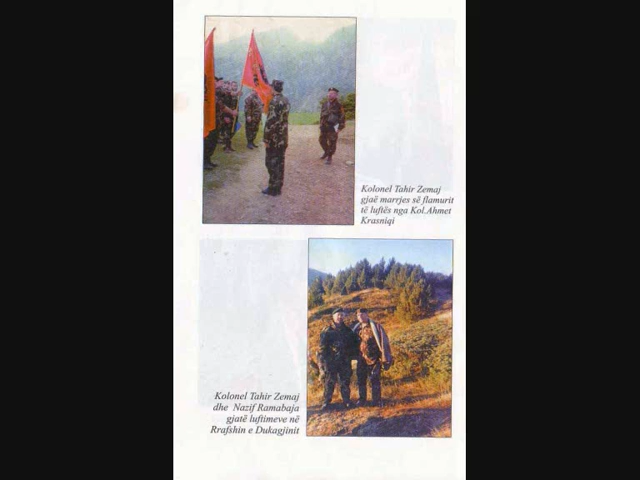 Kolonel Tahir Zemaj
gjaë marrjes së flamurit
të luftës nga Kol.Ahmet
Krasniqi
Kolonel Tahir Zemaj
dhe Nazif Ramabaja
gjatë luftimeve në
Rrafshin e Dukagjinit